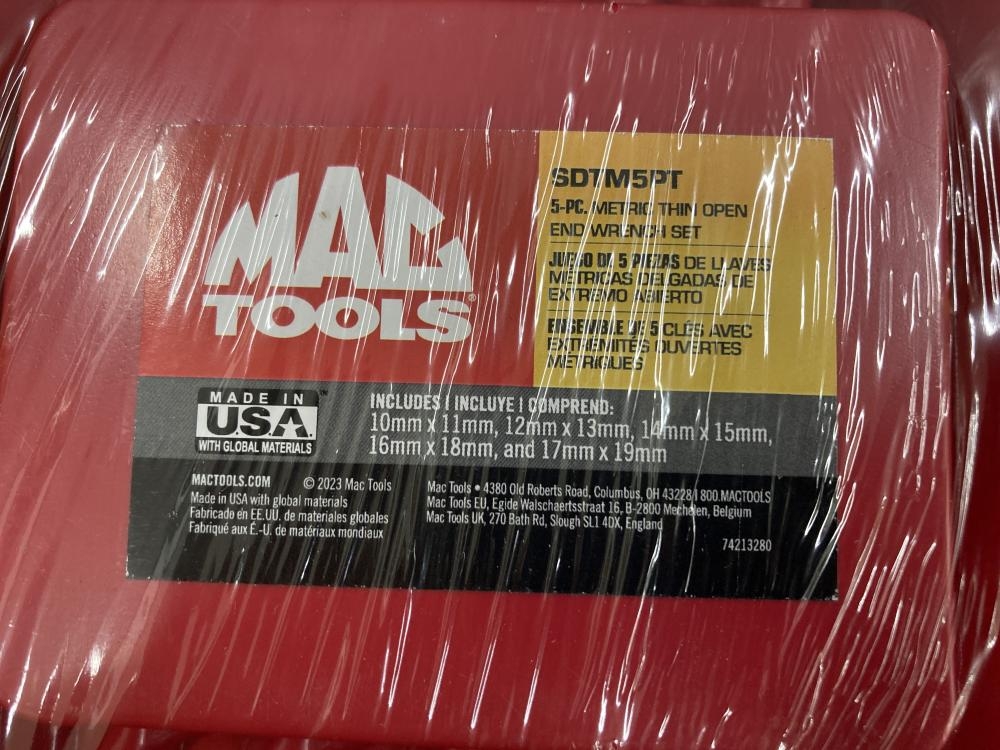 MAC
TOOLS®
SDTM5PT
5-PC. METRIC THIN OPEN
END WRENCH SET
JUEGO DE 5 PIEZAS DE LLAVES
MÉTRICAS DELGADAS DE
EXTREMO ABIERTO
ENSEMBLE DE 5 CLÉS AVEC
EXTREMITÉS OUVERTES
MÉTRIQUES
MADE IN
U.S.A.™
WITH GLOBAL MATERIALS
INCLUDES | INCLUYE | COMPREND:
10mm x 11mm, 12mm x 13mm, 14mm x 15mm,
16mm x 18mm, and 17mm x 19mm
MACTOOLS.COM © 2023 Mac Tools
Made in USA with global materials
Fabricado en EE.UU. de materiales globales
Fabriqué aux É.-U. de matériaux mondiaux
Mac Tools • 4380 Old Roberts Road, Columbus, OH 43228/1 800.MACTOOLS
Mac Tools EU, Egide Walschaertsstraat 16, B-2800 Mechelen, Belgium
Mac Tools UK, 270 Bath Rd, Slough SL1 4DX, England
74213280